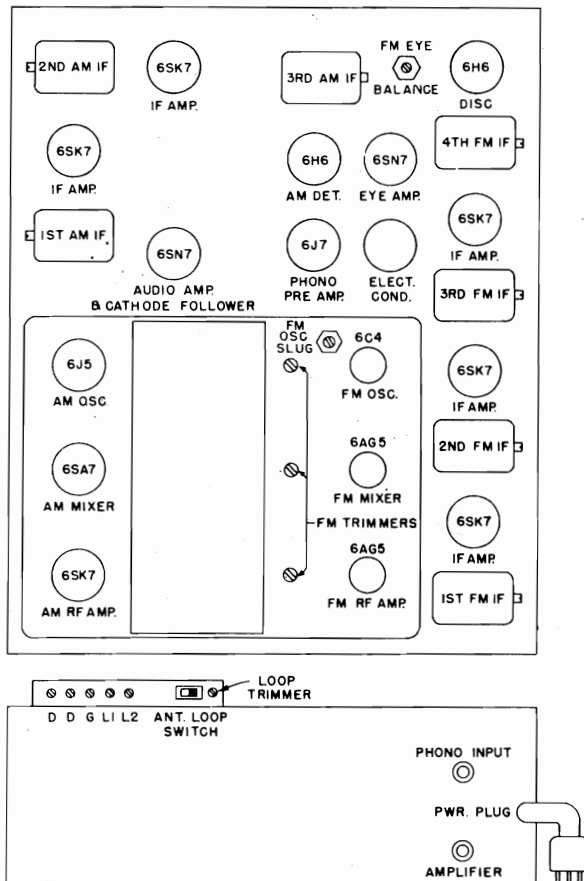 2ND AM IF
6SK7
IF AMP.
3RD AM IF
FM EYE
BALANCE
6H6
DISC
4TH FM IF
6SK7
IF AMP.
6H6
AM DET.
6SN7
EYE AMP.
1ST AM IF
6SN7
AUDIO AMP.
& CATHODE FOLLOWER
6J7
PHONO
PRE AMP.
ELECT.
COND.
6SK7
IF AMP.
3RD FM IF
FM
OSC
SLUG
6J5
AM OSC.
6C4
FM OSC.
6SK7
IF AMP.
2ND FM IF
6SA7
AM MIXER
6AG5
FM MIXER
FM TRIMMERS
6SK7
IF AMP.
6SK7
AM RF AMP.
6AG5
FM RF AMP.
1ST FM IF
LOOP
TRIMMER
D D G L1 L2
ANT. LOOP
SWITCH
PHONO INPUT
PWR. PLUG
AMPLIFIER